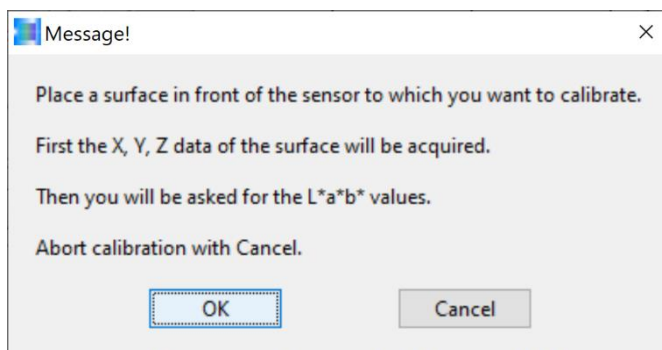 Message!
Place a surface in front of the sensor to which you want to calibrate.
First the X, Y, Z data of the surface will be acquired.
Then you will be asked for the L*a*b* values.
Abort calibration with Cancel.
OK Cancel